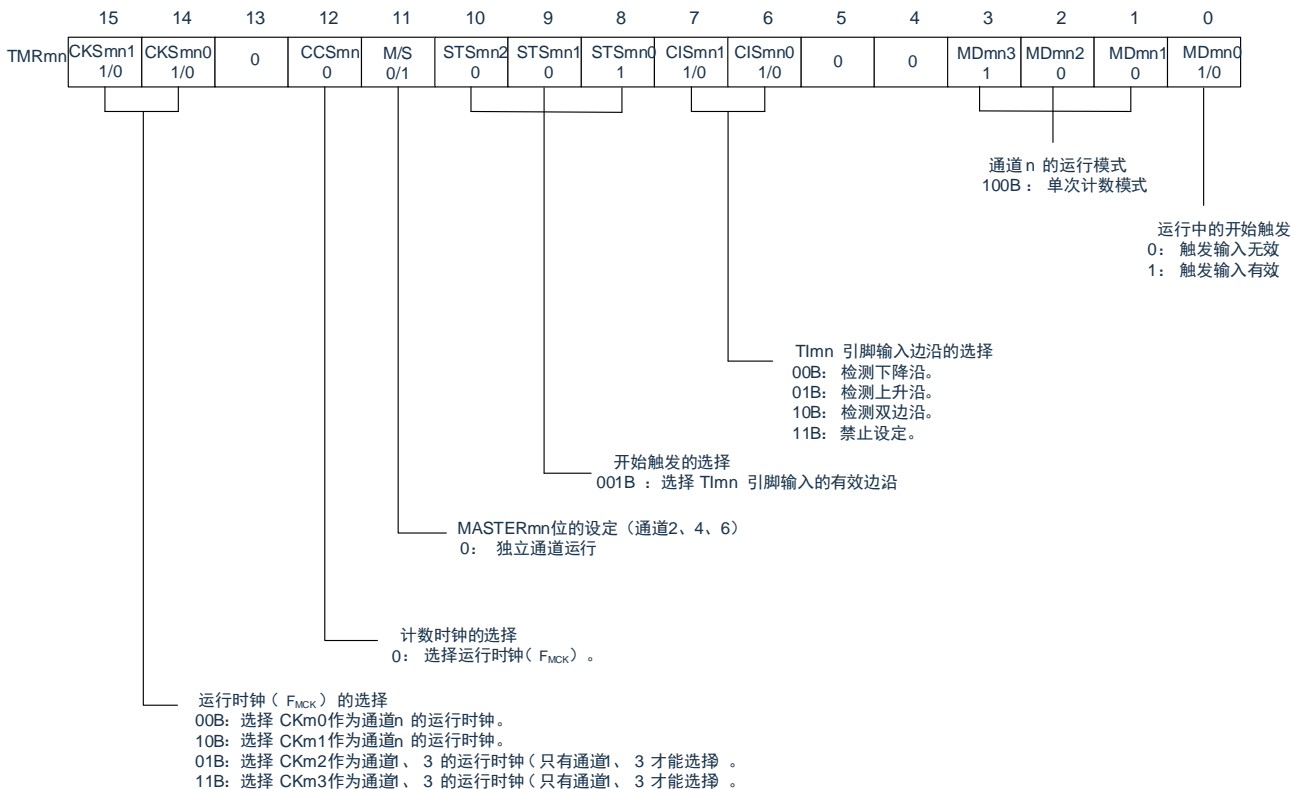 15 14 13 12 11 10 9 8 7 6 5 4 3 2 1 0
TMRmn CKSmn1 CKSmn0 0 CCSmn M/S STSmn2 STSmn1 STSmn0 CISmn1 CISmn0 0 0 MDmn3 MDmn2 MDmn1 MDmn0
1/0 1/0 0 0/1 0 0 1 1/0 1/0 1 0 0 1/0
通道n 的运行模式
100B： 单次计数模式
运行中的开始触发
0： 触发输入无效
1： 触发输入有效
TImn 引脚输入边沿的选择
00B： 检测下降沿。
01B： 检测上升沿。
10B： 检测双边沿。
11B： 禁止设定。
开始触发的选择
001B ：选择 TImn 引脚输入的有效边沿
MASTERmn位的设定（通道2、4、6）
0： 独立通道运行
计数时钟的选择
0： 选择运行时钟（ FMCK）。
运行时钟（ FMCK） 的选择
00B：选择 CKm0作为通道n 的运行时钟。
10B：选择 CKm1作为通道n 的运行时钟。
01B：选择 CKm2作为通道1、 3 的运行时钟（只有通道1、 3 才能选择）。
11B：选择 CKm3作为通道1、 3 的运行时钟（只有通道1、 3 才能选择）。